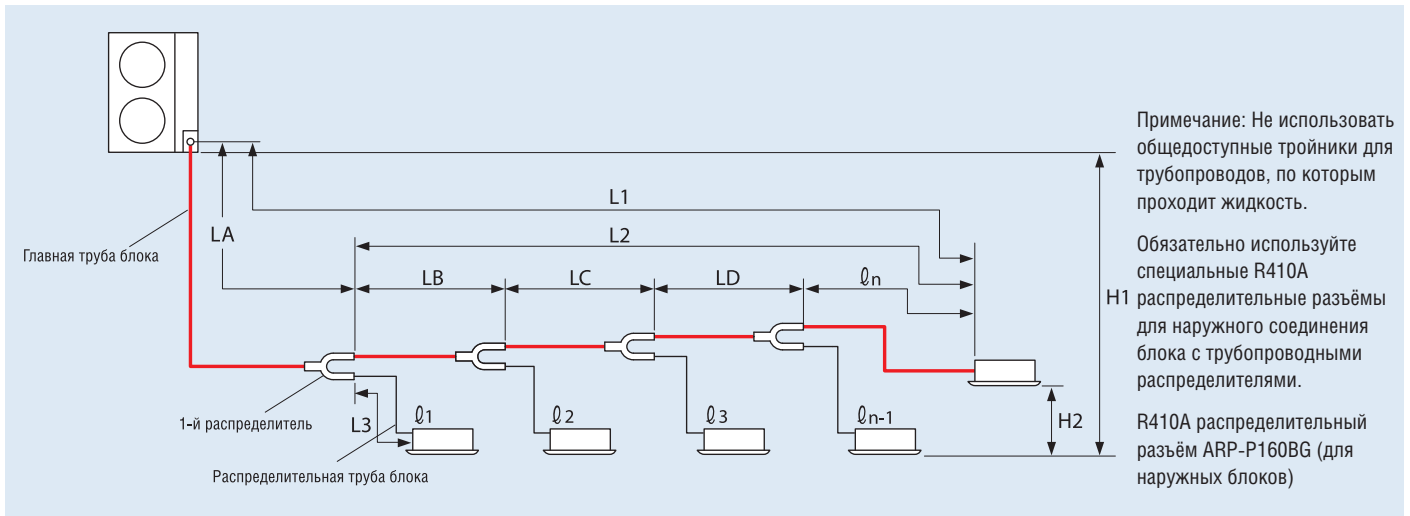 L1
LA
L2
Главная труба блока
LB
LC
LD
ℓn
H1
1-й распределитель
L3
ℓ1
ℓ2
ℓ3
ℓn-1
H2
Распределительная труба блока
Примечание: Не использовать
общедоступные тройники для
трубопроводов, по которым
проходит жидкость.
Обязательно используйте
специальные R410A
распределительные разъёмы
для наружного соединения
блока с трубопроводными
распределителями.
R410A распределительный
разъём ARP-P160BG (для
наружных блоков)